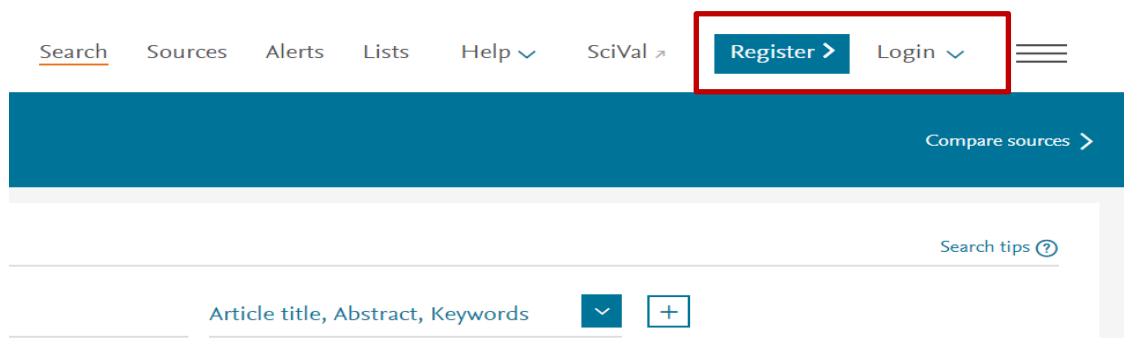 Search Sources Alerts Lists Help SciVal Register Login
Compare sources
Search tips
Article title, Abstract, Keywords